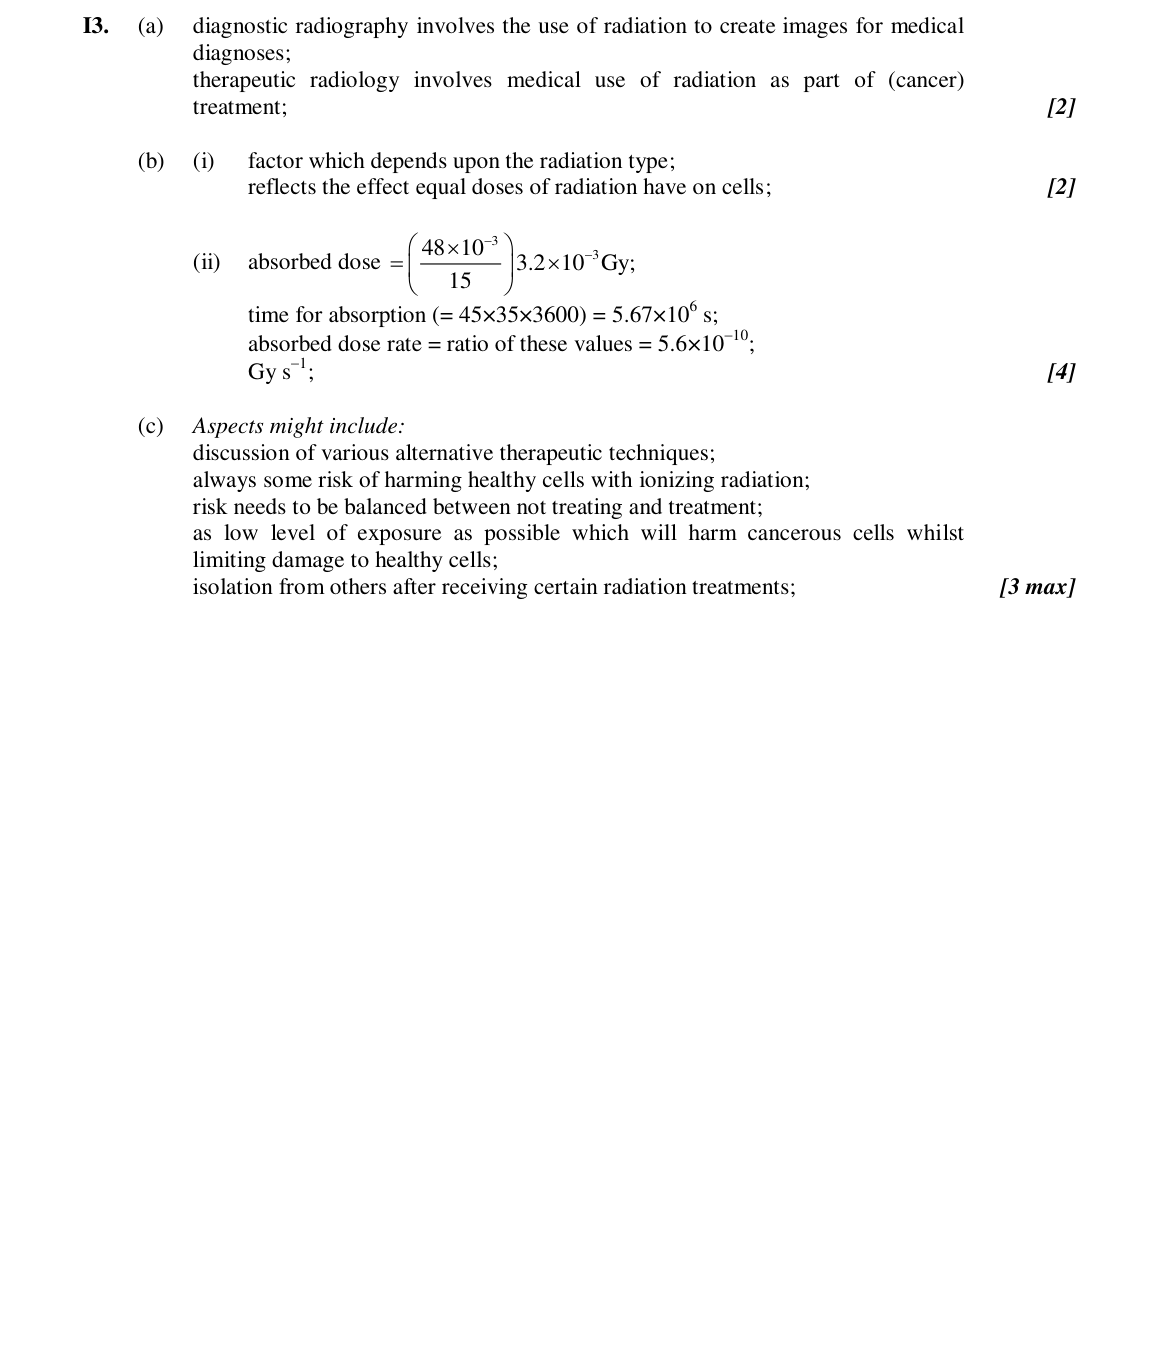 I3. (a) diagnostic radiography involves the use of radiation to create images for medical
diagnoses;
therapeutic radiology involves medical use of radiation as part of (cancer)
treatment; [2]
(b) (i) factor which depends upon the radiation type;
reflects the effect equal doses of radiation have on cells; [2]
(ii) absorbed dose = (48×10⁻³/15) 3.2×10⁻³ Gy;
time for absorption (= 45×35×3600) = 5.67×10⁶ s;
absorbed dose rate = ratio of these values = 5.6×10⁻¹⁰;
Gy s⁻¹; [4]
(c) Aspects might include:
discussion of various alternative therapeutic techniques;
always some risk of harming healthy cells with ionizing radiation;
risk needs to be balanced between not treating and treatment;
as low level of exposure as possible which will harm cancerous cells whilst
limiting damage to healthy cells;
isolation from others after receiving certain radiation treatments; [3 max]